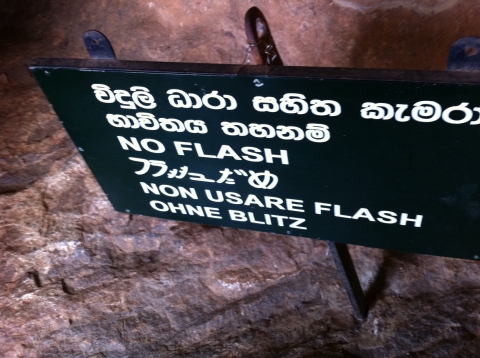 විදුලි ධාරා සහිත කැමරා
භාවිතය තහනම්
NO FLASH
フラッシュだめ
NON USARE FLASH
OHNE BLITZ